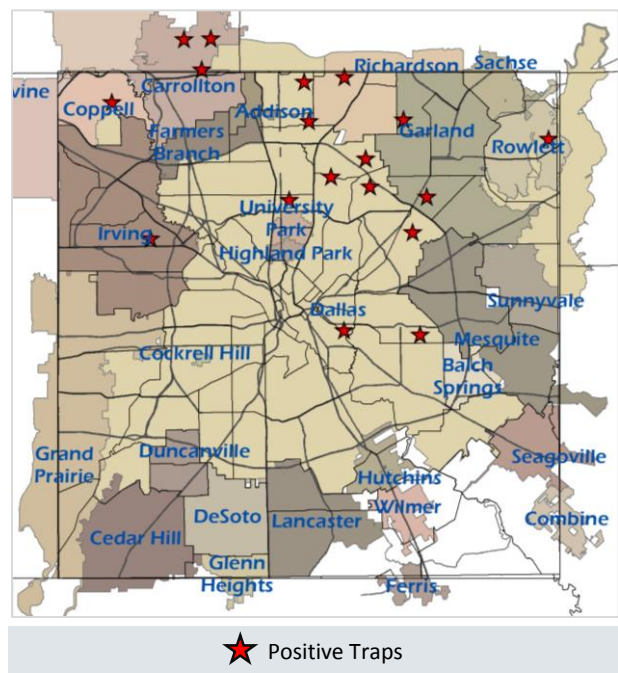 Richardson
Sachse
vine
Carrollton
Coppell
Addison
Farmers
Branch
Garland
Rowlett
University
Park
Irving
Highland Park
Dallas
Sunnyvale
Mesquite
Cockrell Hill
Balch
Springs
Duncanville
Grand
Prairie
Seagoville
Hutchins
Wilmer
DeSoto
Lancaster
Combine
Cedar Hill
Glenn
Heights
Ferris
Positive Traps